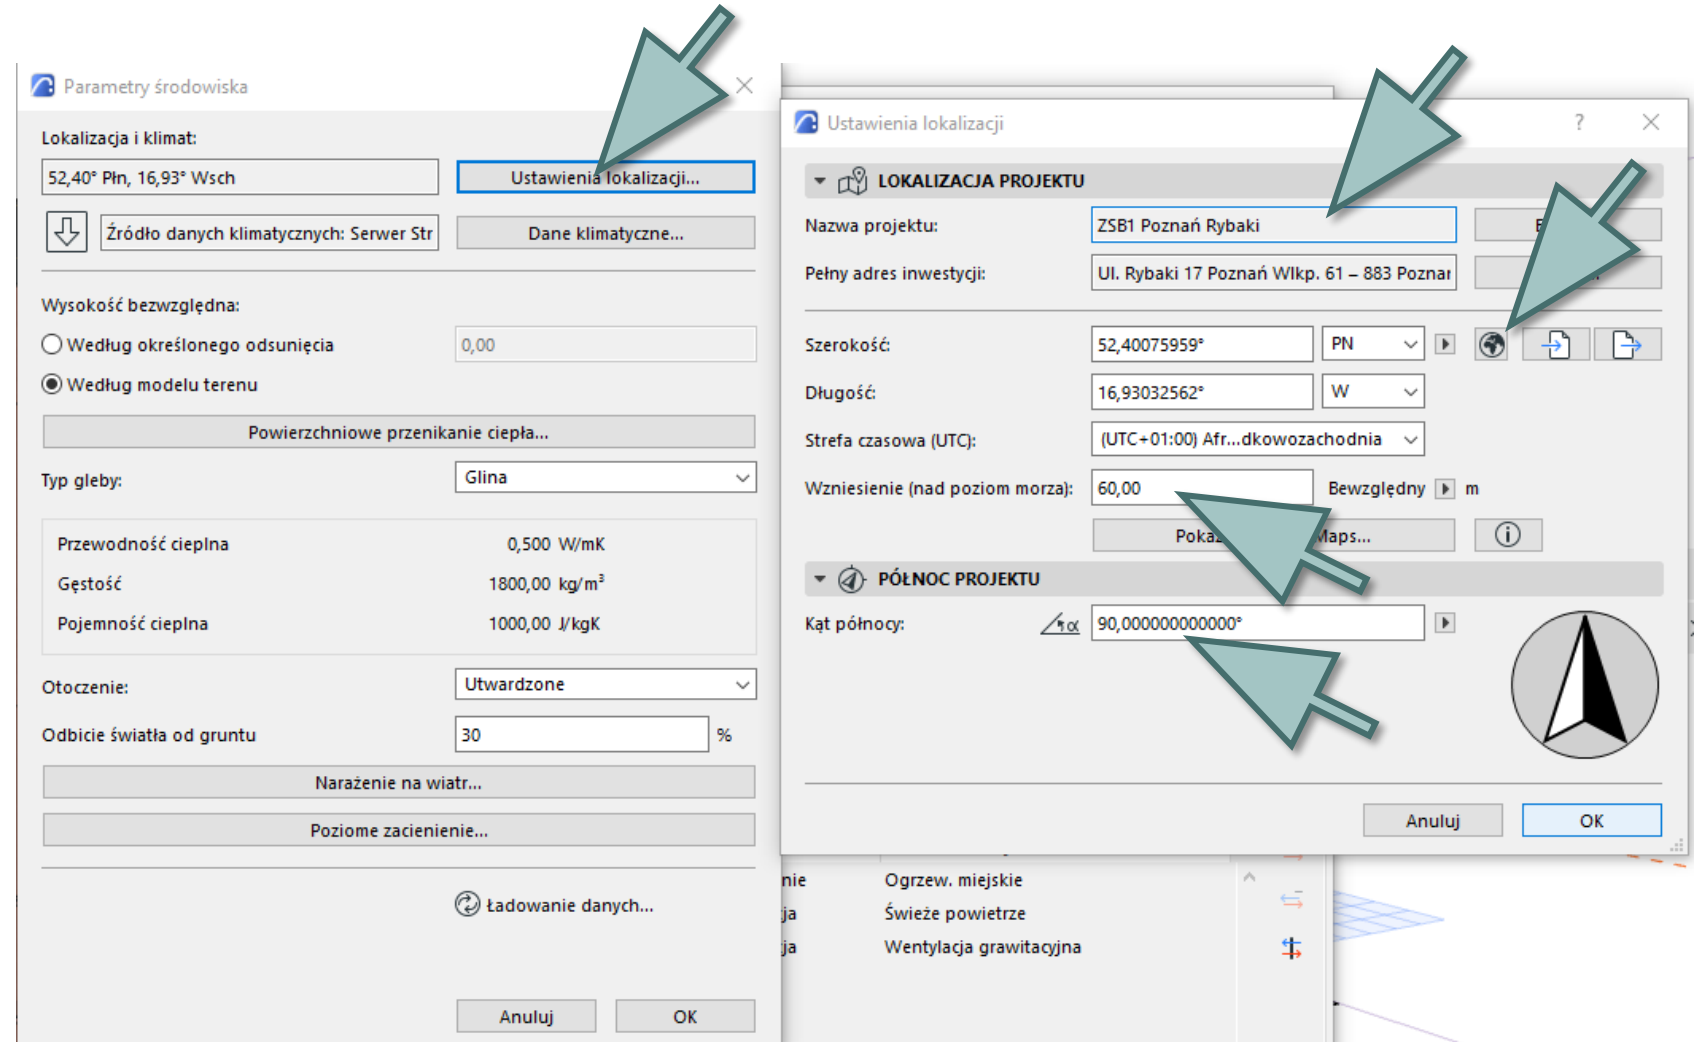 Parametry środowiska
Lokalizacja i klimat:
52,40° Płn, 16,93° Wsch
Ustawienia lokalizacji...
Źródło danych klimatycznych: Serwer Str
Dane klimatyczne...
Wysokość bezwzględna:
Według określonego odsunięcia
0,00
Według modelu terenu
Powierzchniowe przenikanie ciepła...
Typ gleby:
Glina
Przewodność cieplna
0,500 W/mK
Gęstość
1800,00 kg/m³
Pojemność cieplna
1000,00 J/kgK
Otoczenie:
Utwardzone
Odbicie światła od gruntu
30
%
Narażenie na wiatr...
Poziome zacienienie...
Ładowanie danych...
Anuluj
OK
Ustawienia lokalizacji
?
LOKALIZACJA PROJEKTU
Nazwa projektu:
ZSB1 Poznań Rybaki
Pełny adres inwestycji:
Ul. Rybaki 17 Poznań Wlkp. 61 – 883 Poznar
Szerokość:
52,40075959°
PN
Długość:
16,93032562°
W
Strefa czasowa (UTC):
(UTC+01:00) Afr...dkowozachodnia
Wzniesienie (nad poziom morza):
60,00
Bewzględny
m
Maps...
PÓŁNOC PROJEKTU
Kąt północy:
α
90,000000000000°
Anuluj
OK
nie
Ogrzew. miejskie
ja
Świeże powietrze
ja
Wentylacja grawitacyjna